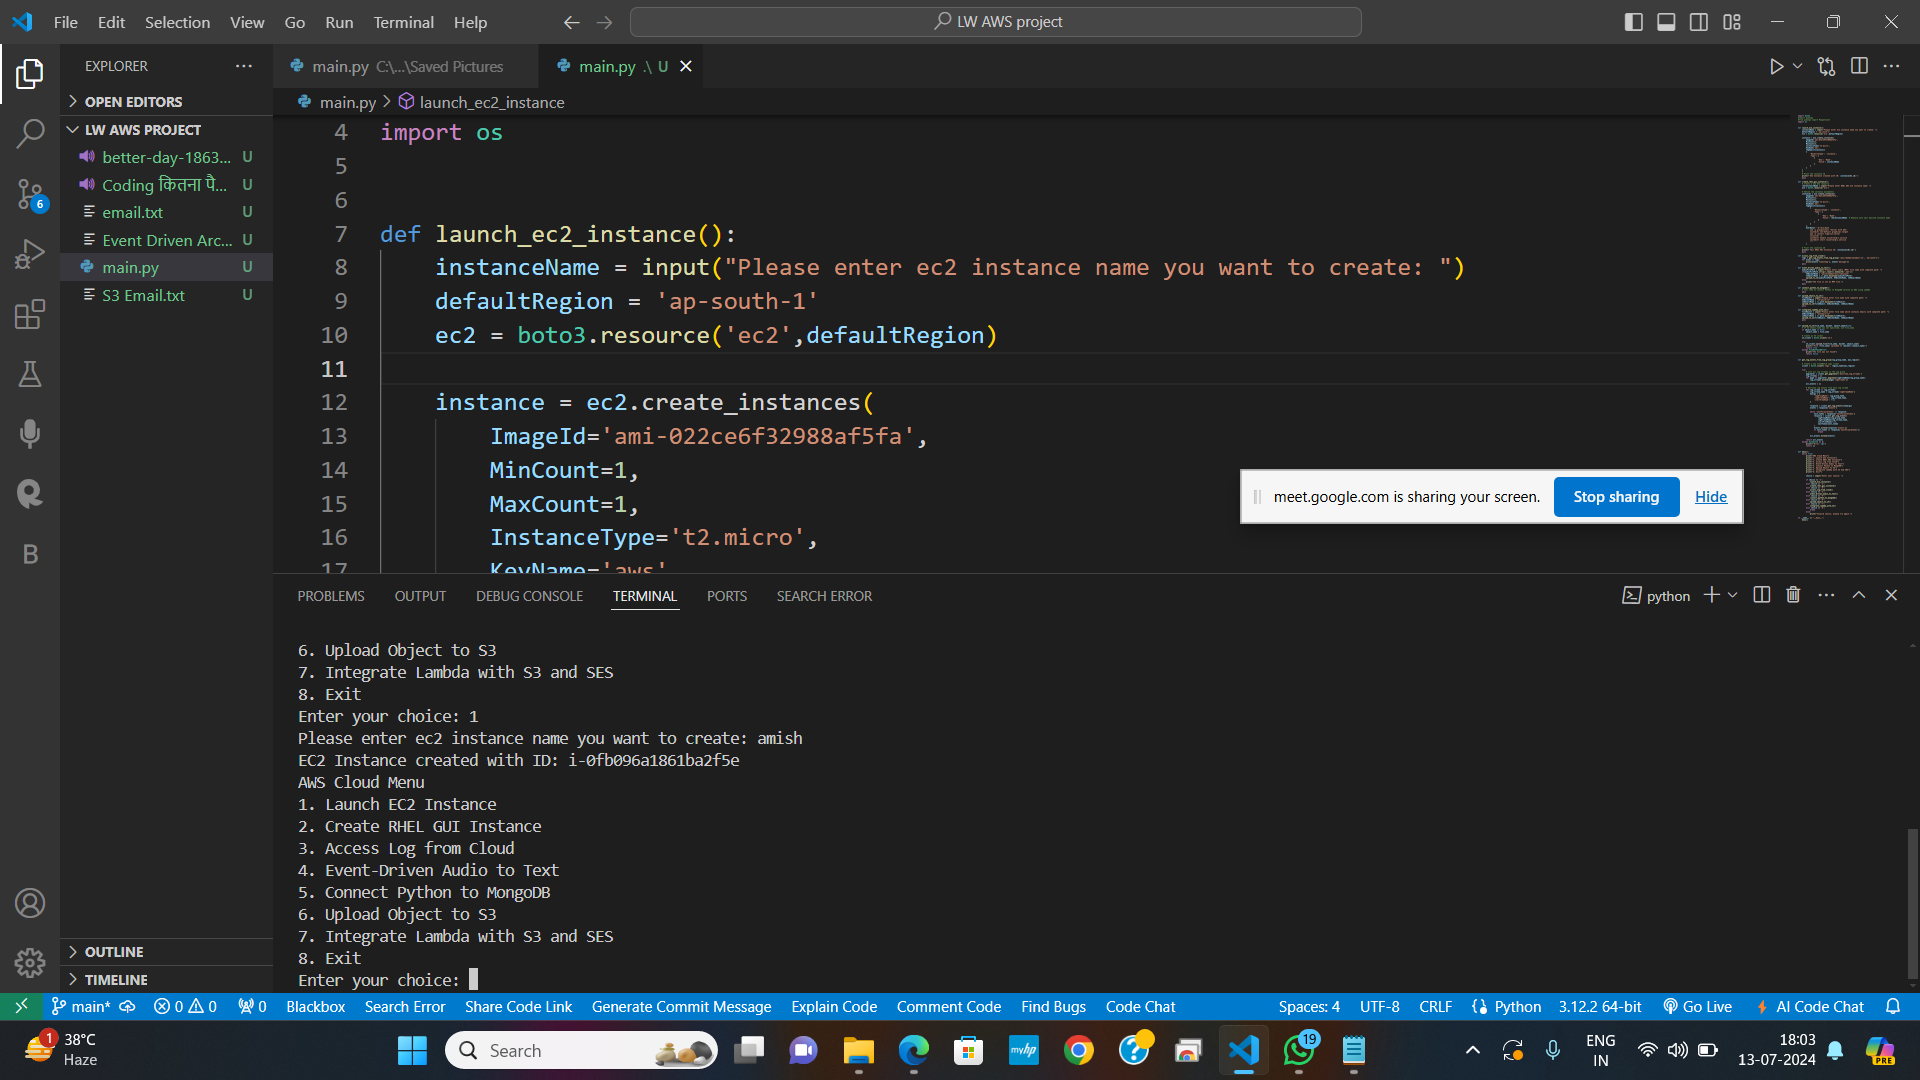 File Edit Selection View Go Run Terminal Help
LW AWS project
EXPLORER
main.py C:\...\Saved Pictures
main.py .\ U
OPEN EDITORS
main.py > launch_ec2_instance
LW AWS PROJECT
better-day-1863... U
Coding कितना पै... U
email.txt U
Event Driven Arc... U
main.py U
S3 Email.txt U
4 import os
5
6
7 def launch_ec2_instance():
8 instanceName = input("Please enter ec2 instance name you want to create: ")
9 defaultRegion = 'ap-south-1'
10 ec2 = boto3.resource('ec2',defaultRegion)
11
12 instance = ec2.create_instances(
13 ImageId='ami-022ce6f32988af5fa',
14 MinCount=1,
15 MaxCount=1,
16 InstanceType='t2.micro',
17 KeyName='aws'
meet.google.com is sharing your screen. Stop sharing Hide
6
B
PROBLEMS OUTPUT DEBUG CONSOLE TERMINAL PORTS SEARCH ERROR
python
6. Upload Object to S3
7. Integrate Lambda with S3 and SES
8. Exit
Enter your choice: 1
Please enter ec2 instance name you want to create: amish
EC2 Instance created with ID: i-0fb096a1861ba2f5e
AWS Cloud Menu
1. Launch EC2 Instance
2. Create RHEL GUI Instance
3. Access Log from Cloud
4. Event-Driven Audio to Text
5. Connect Python to MongoDB
6. Upload Object to S3
7. Integrate Lambda with S3 and SES
8. Exit
Enter your choice:
OUTLINE
TIMELINE
main* 0 0 0 Blackbox Search Error Share Code Link Generate Commit Message Explain Code Comment Code Find Bugs Code Chat Spaces: 4 UTF-8 CRLF Python 3.12.2 64-bit Go Live AI Code Chat
1
38°C
Haze
Search
myhp
19
ENG
IN
18:03
13-07-2024
PRE